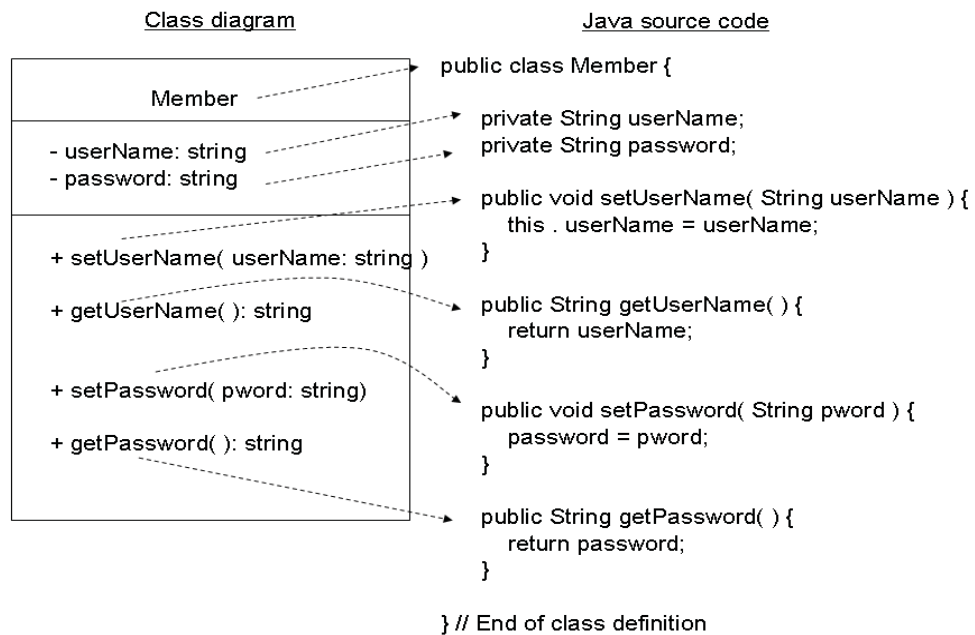 Class diagram
Member
- userName: string
- password: string
+ setUserName( userName: string )
+ getUserName( ): string
+ setPassword( pword: string)
+ getPassword( ): string
Java source code
public class Member {
private String userName;
private String password;
public void setUserName( String userName ) {
this . userName = userName;
}
public String getUserName( ) {
return userName;
}
public void setPassword( String pword ) {
password = pword;
}
public String getPassword( ) {
return password;
}
} // End of class definition